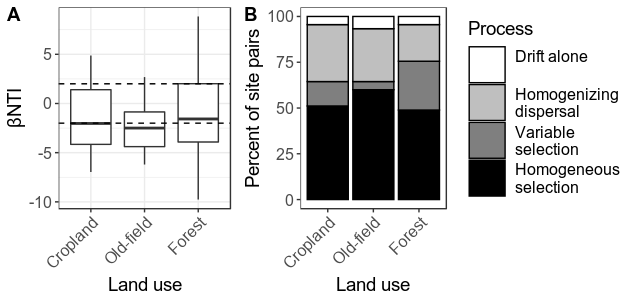 A
βNTI
5
0
-5
-10
Cropland
Old-field
Forest
Land use
B
Percent of site pairs
100
75
50
25
0
Cropland
Old-field
Forest
Land use
Process
Drift alone
Homogenizing
dispersal
Variable
selection
Homogeneous
selection